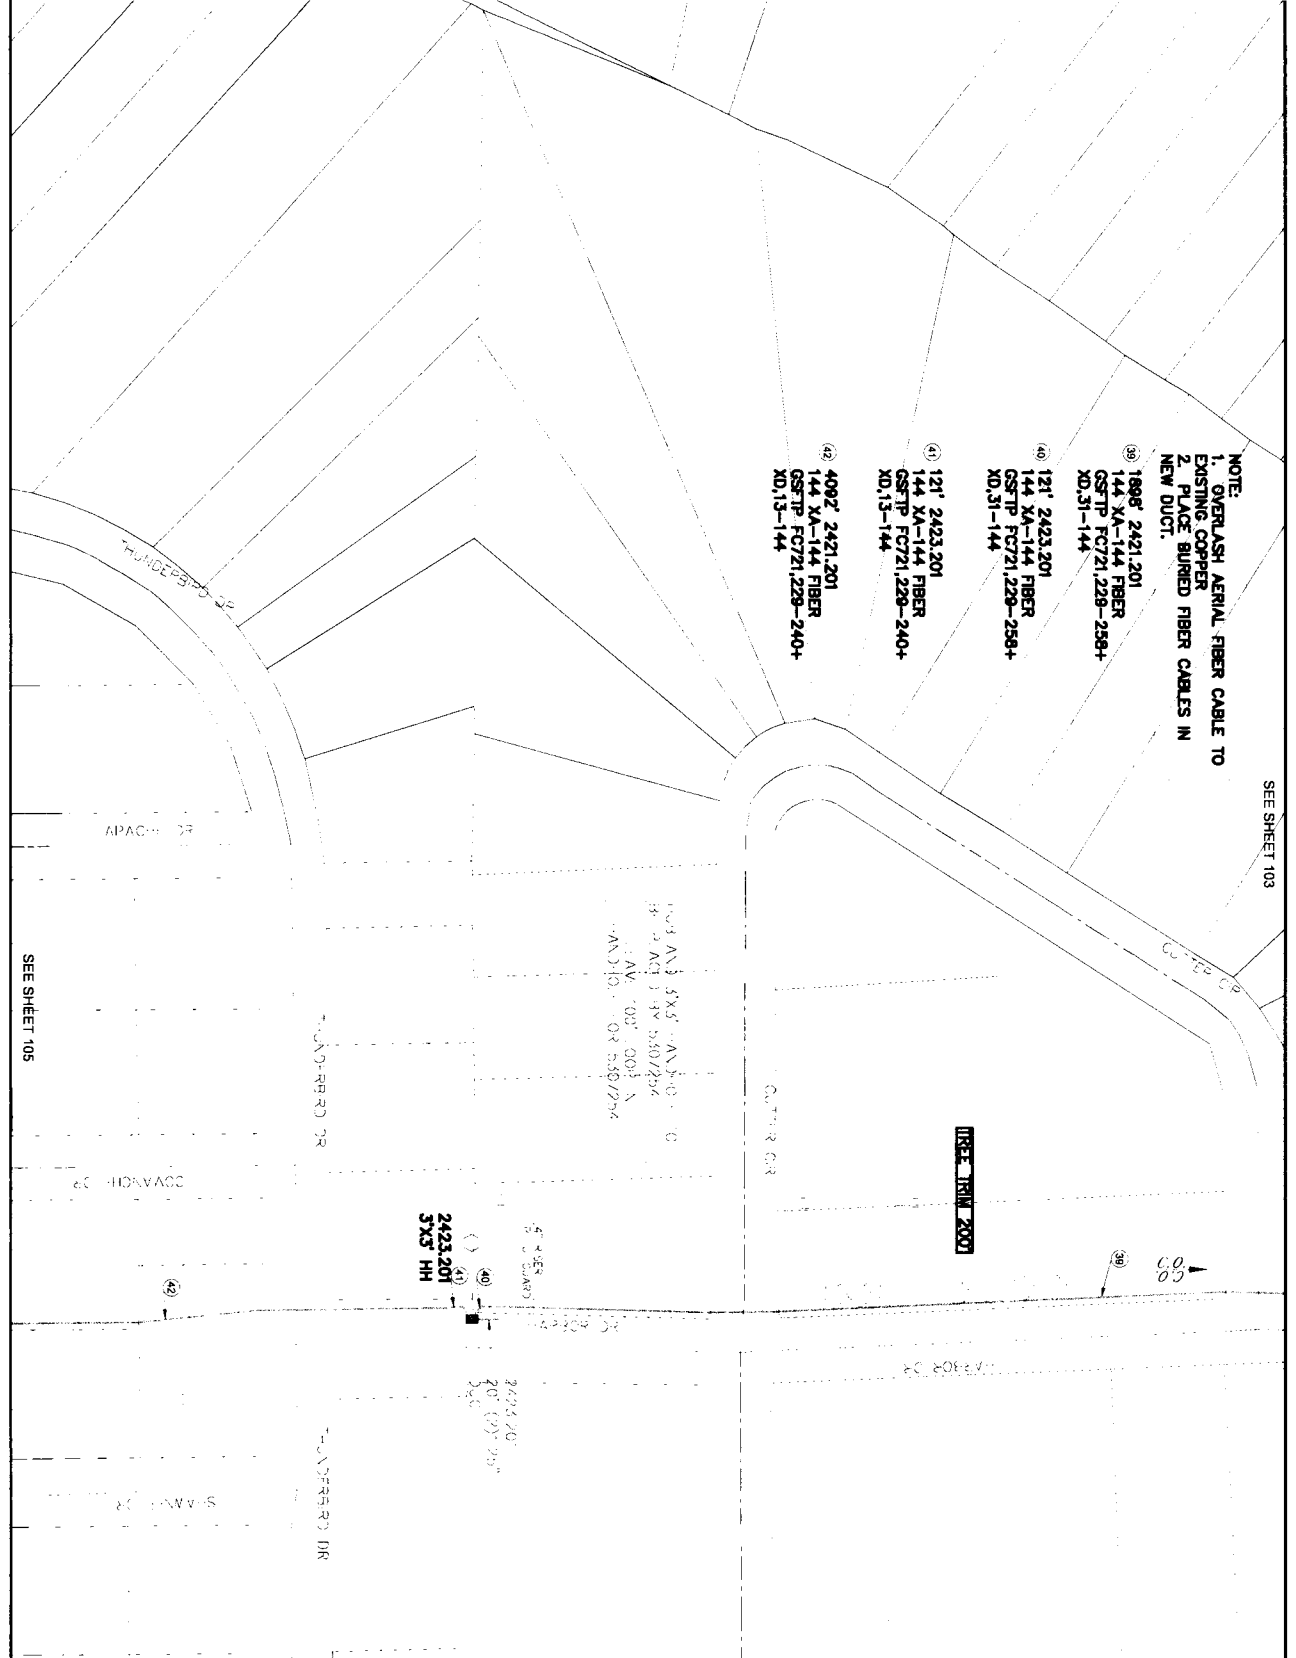 NOTE:
1. OVERLASH AERIAL FIBER CABLE TO
EXISTING COPPER
2. PLACE BURIED FIBER CABLES IN
NEW DUCT.
39 1898' 2421.201
144 XA-144 FIBER
GSFTP FC721,229-258+
XD,31-144
40 121' 2423.201
144 XA-144 FIBER
GSFTP FC721,229-258+
XD,31-144
41 121' 2423.201
144 XA-144 FIBER
GSFTP FC721,229-240+
XD,13-144
42 4092' 2421.201
144 XA-144 FIBER
GSFTP FC721,229-240+
XD,13-144
SEE SHEET 103
THUNDERBIRD DR
APACHE DR
CUTTER CIR
CUTTER CIR
THUNDERBIRD DR
TREE TRIM 200'
C.O.
39
HARBOR DR
HARBOR DR
2423.201
3'X3' HH
40
41
42
THUNDERBIRD DR
SEE SHEET 105